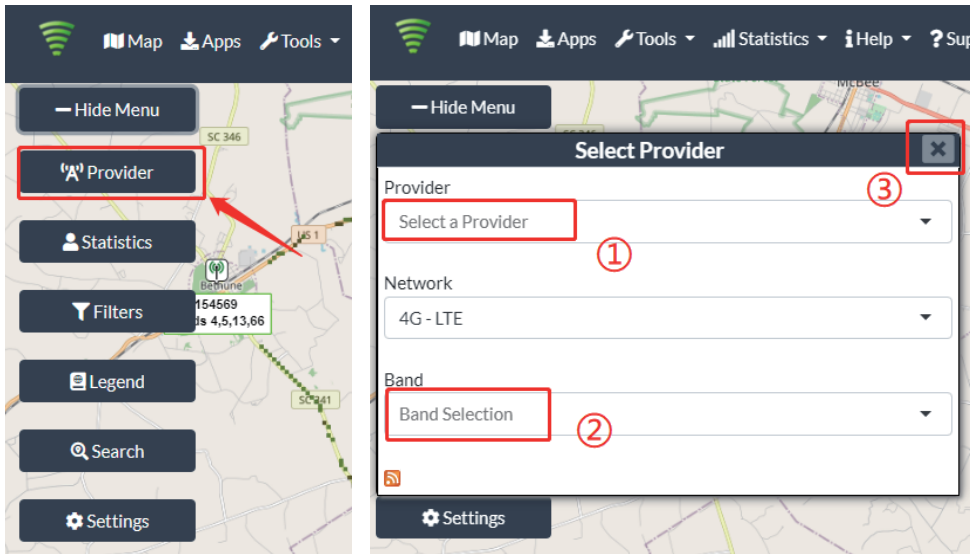 Map Apps Tools
Hide Menu
SC 346
Provider
Statistics
US 1
Bethune
154569
ds 4,5,13,66
Filters
Legend
SC 341
Search
Settings
Map Apps Tools Statistics Help ? Sup
McBee
Hide Menu
Select Provider
Provider
③
Select a Provider
①
Network
4G - LTE
Band
Band Selection
②
Settings